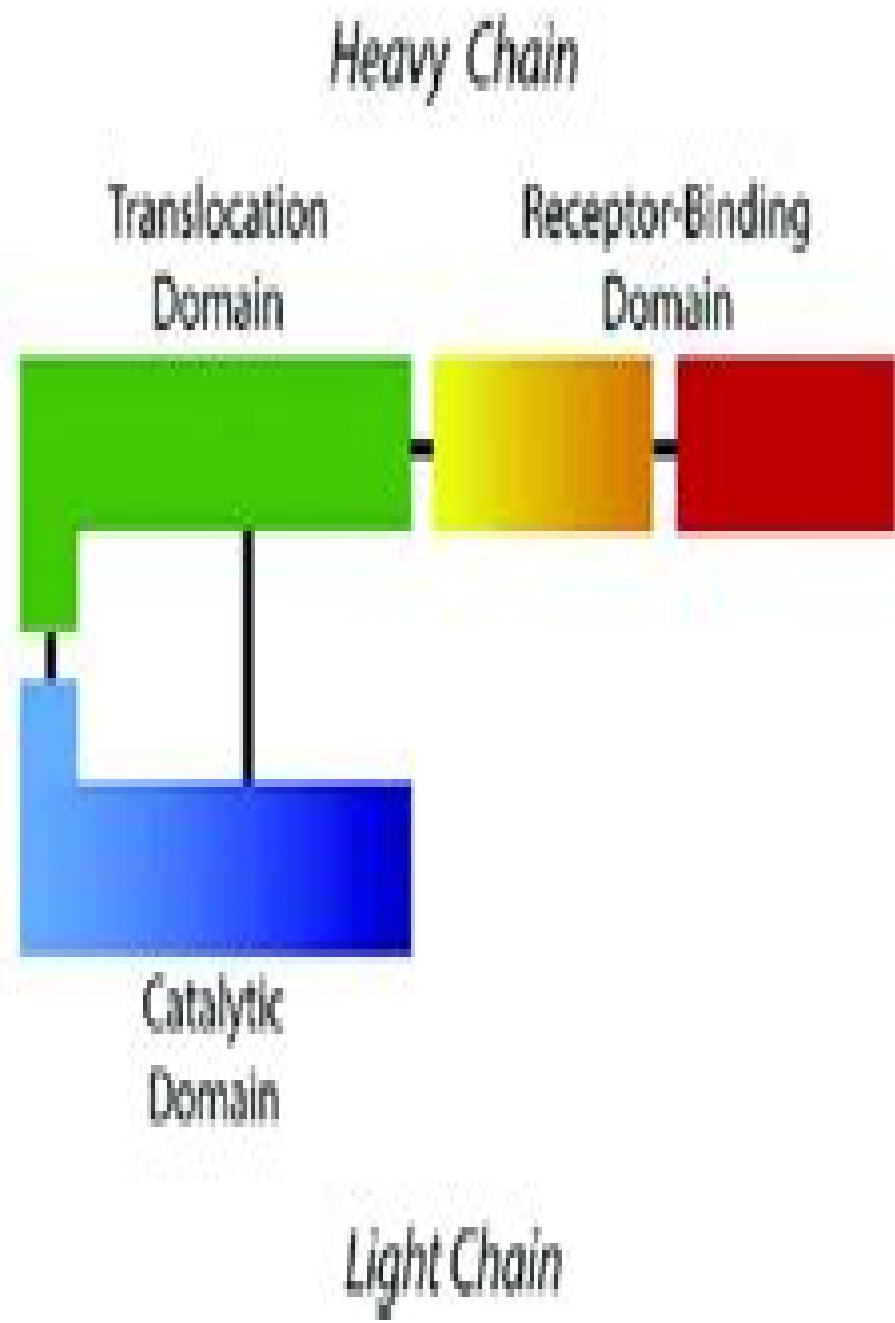 Heavy Chain
Translocation Domain
Receptor-Binding Domain
Catalytic
Domain
Light Chain